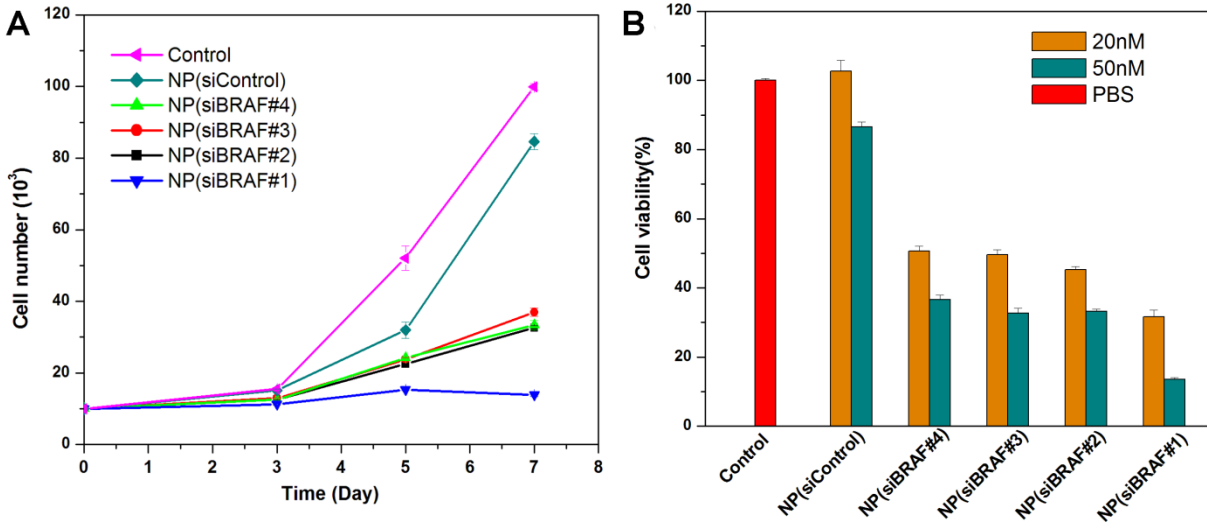 A
120
100
80
60
40
20
0
Cell number (10³)
Control
NP(siControl)
NP(siBRAF#4)
NP(siBRAF#3)
NP(siBRAF#2)
NP(siBRAF#1)
0 1 2 3 4 5 6 7 8
Time (Day)
B
120
100
80
60
40
20
0
Cell viability(%)
20nM
50nM
PBS
Control
NP(siControl)
NP(siBRAF#4)
NP(siBRAF#3)
NP(siBRAF#2)
NP(siBRAF#1)